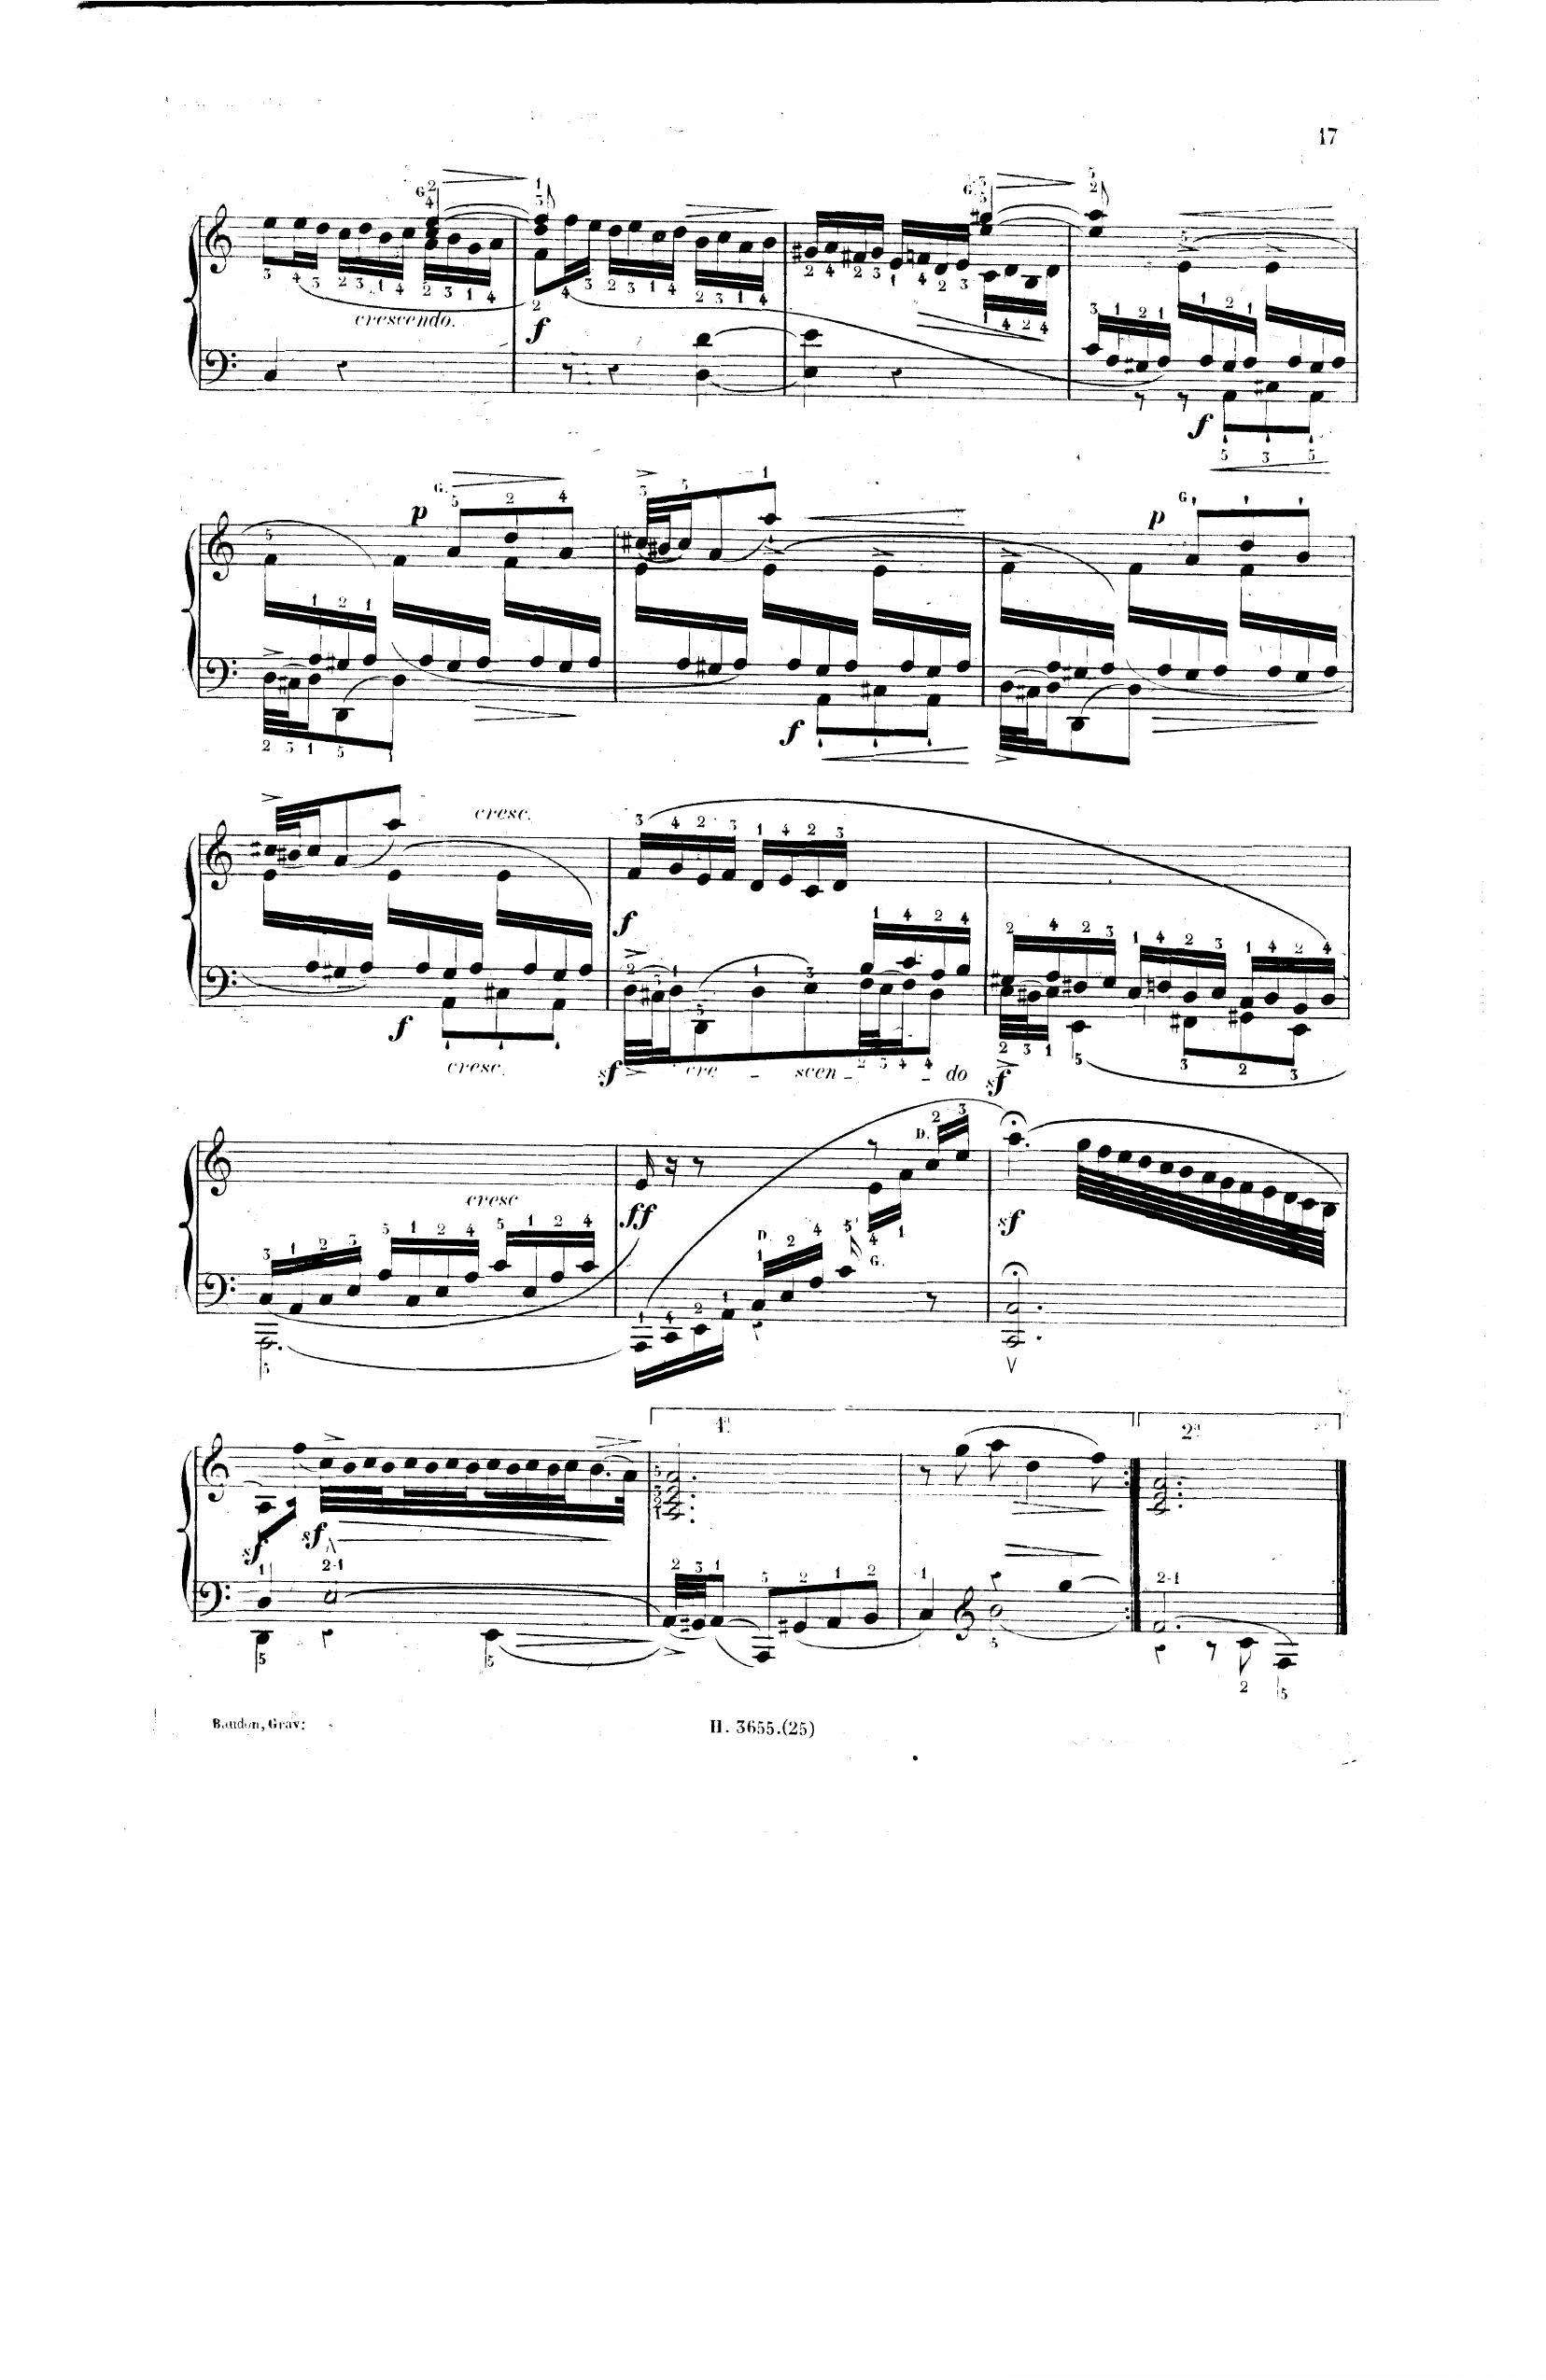 17
G
G
crescendo.
f
f
G.
p
p
G
f
cresc.
f
f
cresc.
sf
cre - scen - do
sf
cresc
ff
D.
D.
G.
sf
1ª
2ª
sf
sf
Baudon, Grav:
H. 3655.(25)